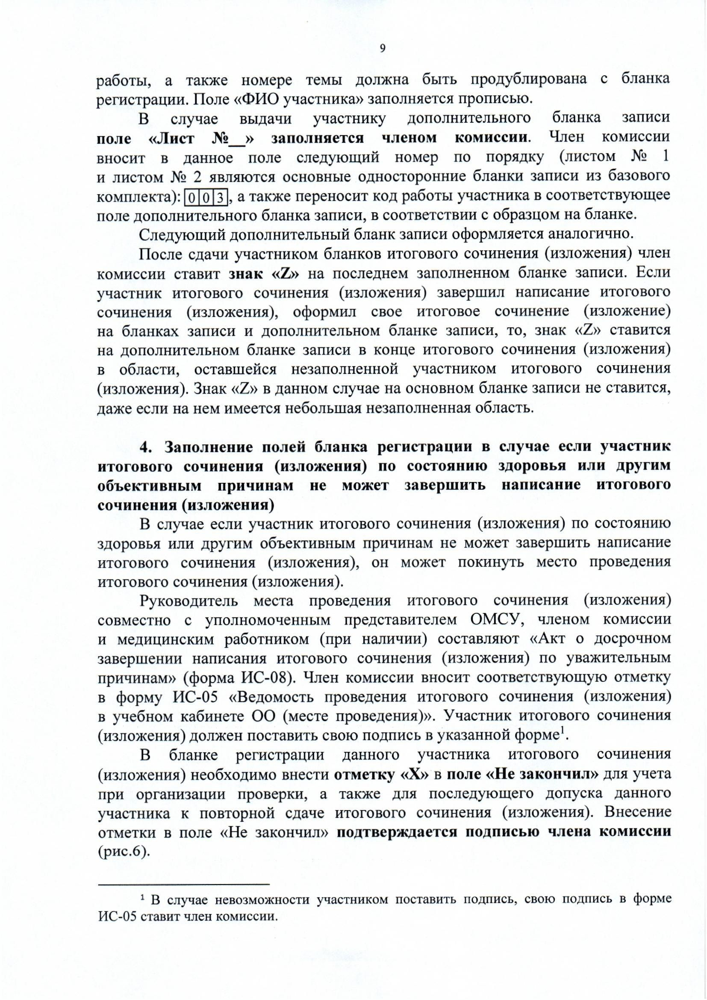 9
работы, а также номере темы должна быть продублирована с бланка
регистрации. Поле «ФИО участника» заполняется прописью.
В случае выдачи участнику дополнительного бланка записи
поле «Лист №__» заполняется членом комиссии. Член комиссии
вносит в данное поле следующий номер по порядку (листом № 1
и листом № 2 являются основные односторонние бланки записи из базового
комплекта): 0 0 3, а также переносит код работы участника в соответствующее
поле дополнительного бланка записи, в соответствии с образцом на бланке.
Следующий дополнительный бланк записи оформляется аналогично.
После сдачи участником бланков итогового сочинения (изложения) член
комиссии ставит знак «Z» на последнем заполненном бланке записи. Если
участник итогового сочинения (изложения) завершил написание итогового
сочинения (изложения), оформил свое итоговое сочинение (изложение)
на бланках записи и дополнительном бланке записи, то, знак «Z» ставится
на дополнительном бланке записи в конце итогового сочинения (изложения)
в области, оставшейся незаполненной участником итогового сочинения
(изложения). Знак «Z» в данном случае на основном бланке записи не ставится,
даже если на нем имеется небольшая незаполненная область.
4. Заполнение полей бланка регистрации в случае если участник
итогового сочинения (изложения) по состоянию здоровья или другим
объективным причинам не может завершить написание итогового
сочинения (изложения)
В случае если участник итогового сочинения (изложения) по состоянию
здоровья или другим объективным причинам не может завершить написание
итогового сочинения (изложения), он может покинуть место проведения
итогового сочинения (изложения).
Руководитель места проведения итогового сочинения (изложения)
совместно с уполномоченным представителем ОМСУ, членом комиссии
и медицинским работником (при наличии) составляют «Акт о досрочном
завершении написания итогового сочинения (изложения) по уважительным
причинам» (форма ИС-08). Член комиссии вносит соответствующую отметку
в форму ИС-05 «Ведомость проведения итогового сочинения (изложения)
в учебном кабинете ОО (месте проведения)». Участник итогового сочинения
(изложения) должен поставить свою подпись в указанной форме¹.
В бланке регистрации данного участника итогового сочинения
(изложения) необходимо внести отметку «Х» в поле «Не закончил» для учета
при организации проверки, а также для последующего допуска данного
участника к повторной сдаче итогового сочинения (изложения). Внесение
отметки в поле «Не закончил» подтверждается подписью члена комиссии
(рис.6).
¹ В случае невозможности участником поставить подпись, свою подпись в форме
ИС-05 ставит член комиссии.